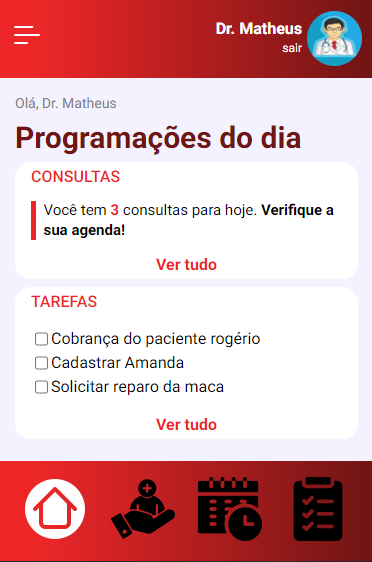 Dr. Matheus
sair
Olá, Dr. Matheus
Programações do dia
CONSULTAS
Você tem 3 consultas para hoje. Verifique a
sua agenda!
Ver tudo
TAREFAS
Cobrança do paciente rogério
Cadastrar Amanda
Solicitar reparo da maca
Ver tudo